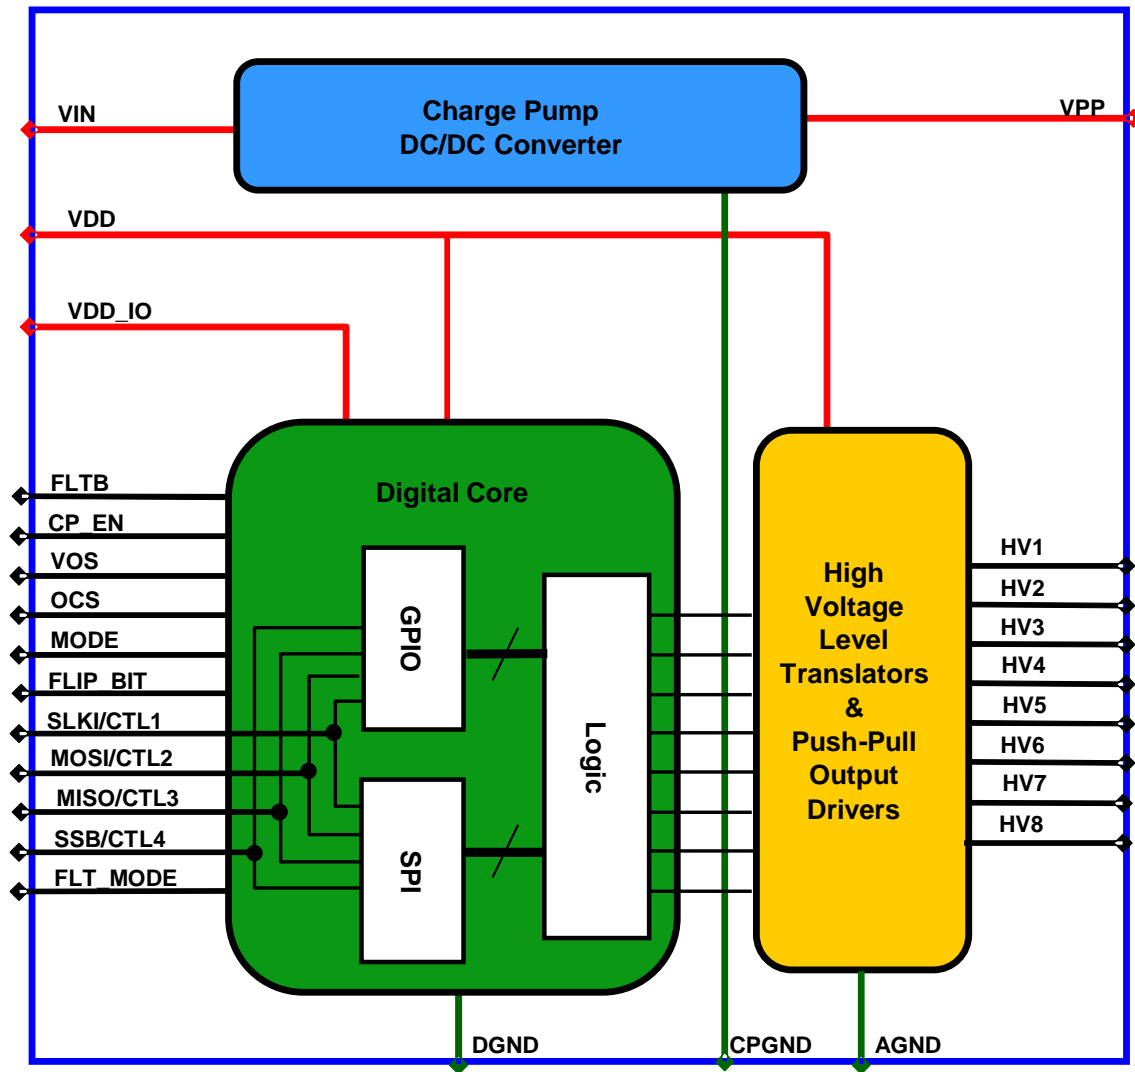 Charge Pump
DC/DC Converter
VIN
VPP
VDD
VDD_IO
Digital Core
FLTB
CP_EN
VOS
OCS
MODE
FLIP_BIT
SLKI/CTL1
MOSI/CTL2
MISO/CTL3
SSB/CTL4
FLT_MODE
GPIO
SPI
Logic
High
Voltage
Level
Translators
&
Push-Pull
Output
Drivers
HV1
HV2
HV3
HV4
HV5
HV6
HV7
HV8
DGND
CPGND
AGND